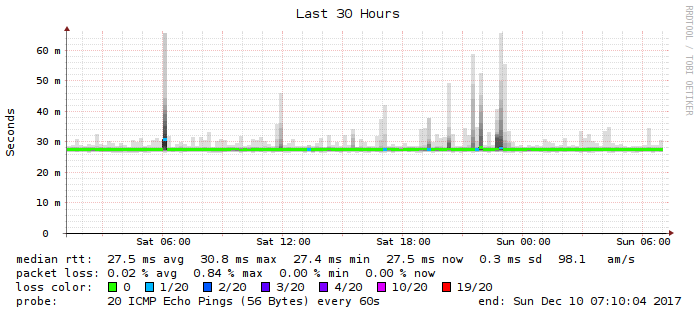 Last 30 Hours
RRDTOOL / TOBI OETIKER
Seconds
60 m
50 m
40 m
30 m
20 m
10 m
0
Sat 06:00 Sat 12:00 Sat 18:00 Sun 00:00 Sun 06:00
median rtt: 27.5 ms avg 30.8 ms max 27.4 ms min 27.5 ms now 0.3 ms sd 98.1 am/s
packet loss: 0.02 % avg 0.84 % max 0.00 % min 0.00 % now
loss color: 0 1/20 2/20 3/20 4/20 10/20 19/20
probe: 20 ICMP Echo Pings (56 Bytes) every 60s end: Sun Dec 10 07:10:04 2017